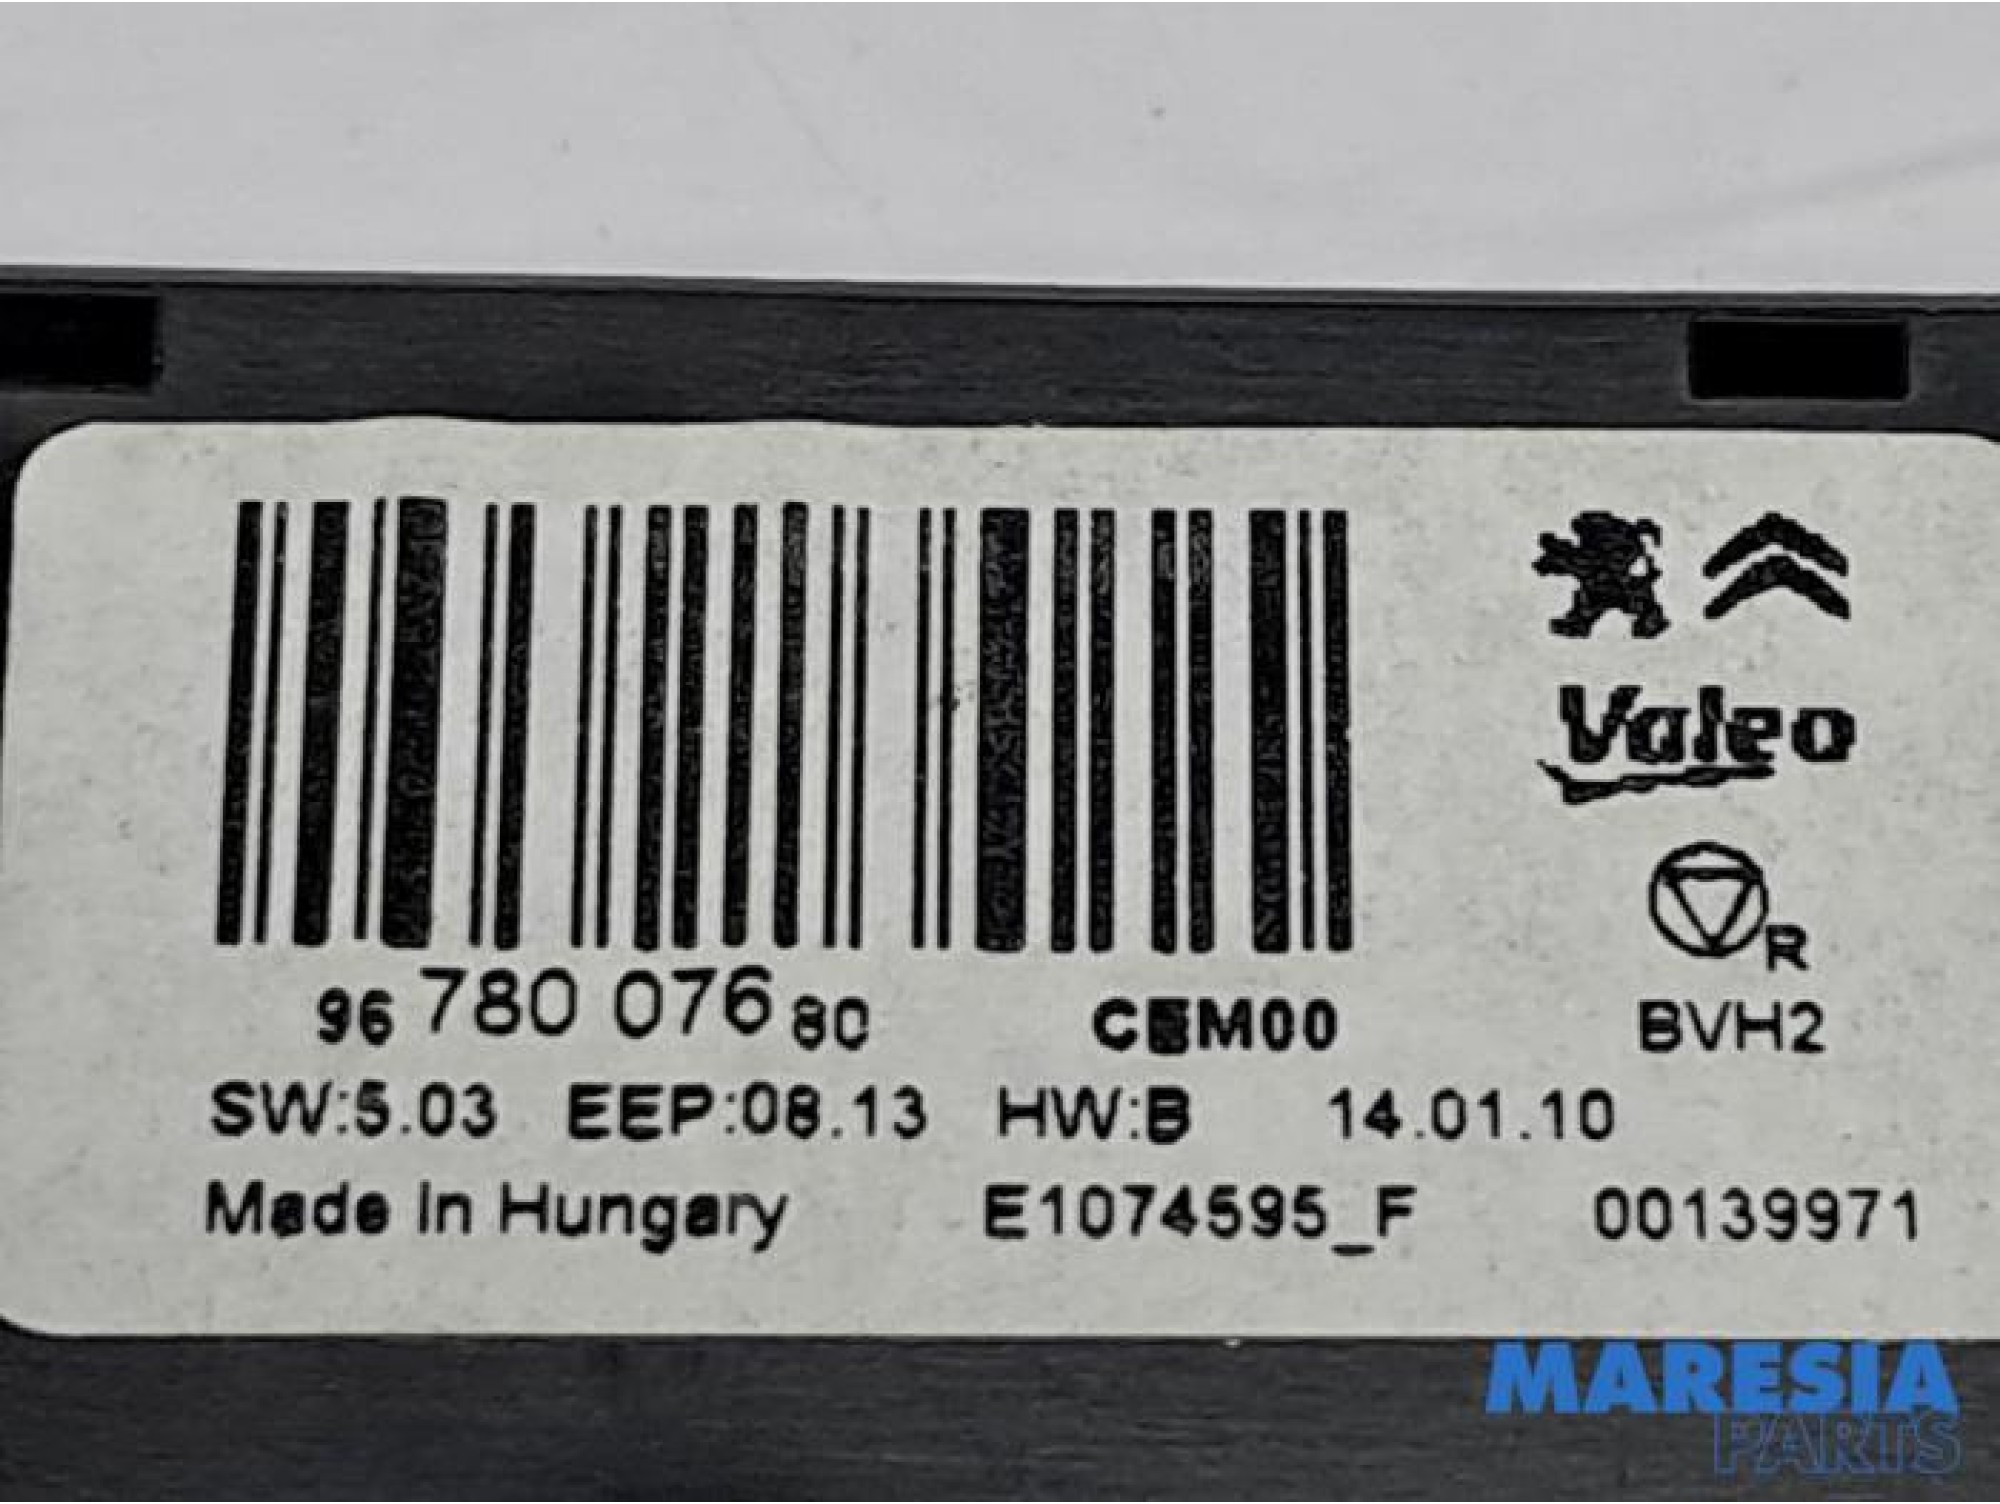 Valeo
R
96 780 076 80 CEM00 BVH2
SW:5.03 EEP:08.13 HW:B 14.01.10
Made in Hungary E1074595_F 00139971
MARESIA
PARTS